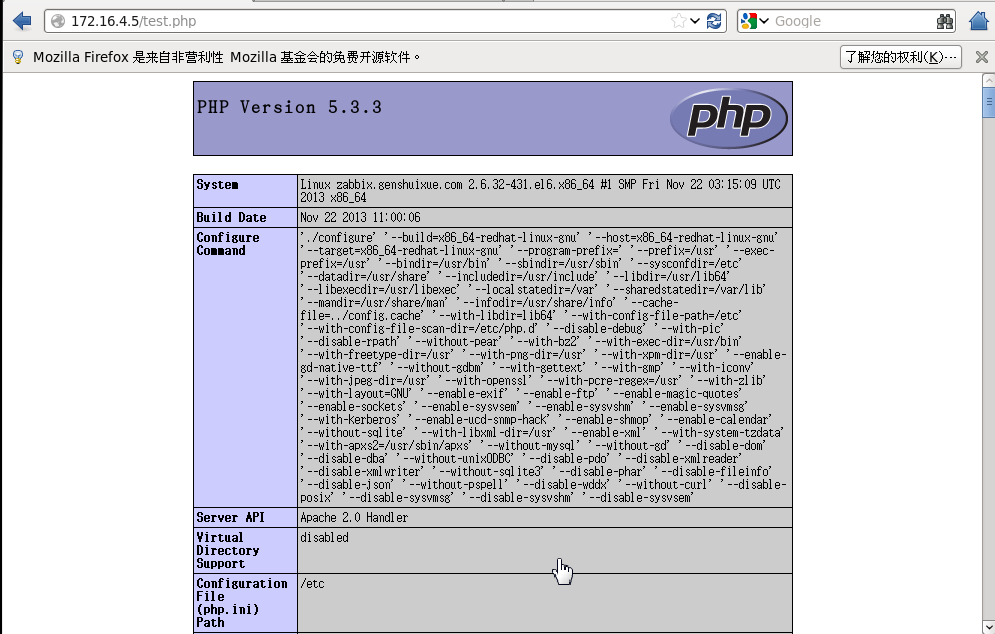 172.16.4.5/test.php
Google
Mozilla Firefox 是来自非营利性 Mozilla 基金会的免费开源软件。
了解您的权利(K)…
PHP Version 5.3.3
php
System
Linux zabbix.genshuixue.com 2.6.32-431.el6.x86_64 #1 SMP Fri Nov 22 03:15:09 UTC
2013 x86_64
Build Date
Nov 22 2013 11:00:06
Configure
Command
'./configure' '--build=x86_64-redhat-linux-gnu' '--host=x86_64-redhat-linux-gnu'
'--target=x86_64-redhat-linux-gnu' '--program-prefix=' '--prefix=/usr' '--exec-
prefix=/usr' '--bindir=/usr/bin' '--sbindir=/usr/sbin' '--sysconfdir=/etc'
'--datadir=/usr/share' '--includedir=/usr/include' '--libdir=/usr/lib64'
'--libexecdir=/usr/libexec' '--localstatedir=/var' '--sharedstatedir=/var/lib'
'--mandir=/usr/share/man' '--infodir=/usr/share/info' '--cache-
file=../config.cache' '--with-libdir=lib64' '--with-config-file-path=/etc'
'--with-config-file-scan-dir=/etc/php.d' '--disable-debug' '--with-pic'
'--disable-rpath' '--without-pear' '--with-bz2' '--with-exec-dir=/usr/bin'
'--with-freetype-dir=/usr' '--with-png-dir=/usr' '--with-xpm-dir=/usr' '--enable-
gd-native-ttf' '--without-gdbm' '--with-gettext' '--with-gmp' '--with-iconv'
'--with-jpeg-dir=/usr' '--with-openssl' '--with-pcre-regex=/usr' '--with-zlib'
'--with-layout=GNU' '--enable-exif' '--enable-ftp' '--enable-magic-quotes'
'--enable-sockets' '--enable-sysvsem' '--enable-sysvshm' '--enable-sysvmsg'
'--with-kerberos' '--enable-ucd-snmp-hack' '--enable-shmop' '--enable-calendar'
'--without-sqlite' '--with-libxml-dir=/usr' '--enable-xml' '--with-system-tzdata'
'--with-apxs2=/usr/sbin/apxs' '--without-mysql' '--without-gd' '--disable-dom'
'--disable-dba' '--without-unixODBC' '--disable-pdo' '--disable-xmlreader'
'--disable-xmlwriter' '--without-sqlite3' '--disable-phar' '--disable-fileinfo'
'--disable-json' '--without-pspell' '--disable-wddx' '--without-curl' '--disable-
posix' '--disable-sysvmsg' '--disable-sysvshm' '--disable-sysvsem'
Server API
Apache 2.0 Handler
Virtual
Directory
Support
disabled
Configuration
File
(php.ini)
Path
/etc